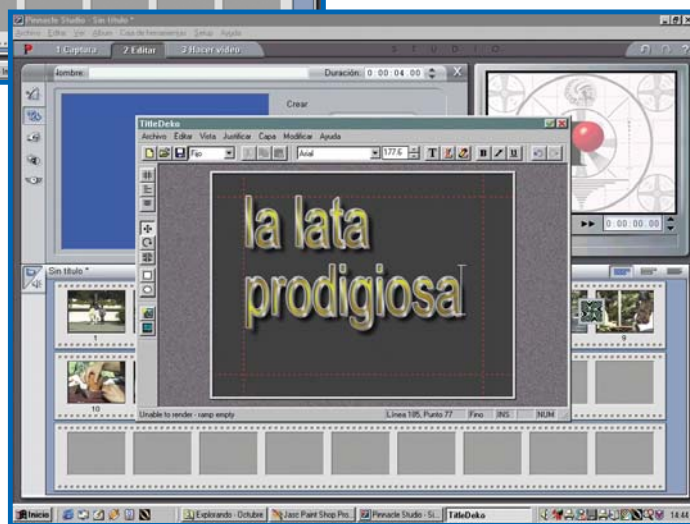 Pinnacle Studio - Sin título *
Archivo Editar Ver Álbum Caja de herramientas Setup Ayuda
1 Captura 2 Editar 3 Hacer vídeo S T U D I O
Nombre: Duración: 0:00:04.00 X
Crear
TitleDeko
Archivo Editar Vista Justificar Capa Modificar Ayuda
Fijo Arial 177.6 T B I U
la lata
prodigiosa
0:00:00.00
Sin título *
1 9
10
Unable to render - ramp empty Línea 105, Punto 77 Fino INS NUM
Inicio Explorando - Octubre Jasc Paint Shop Pro... Pinnacle Studio - Si... TitleDeko 14:44